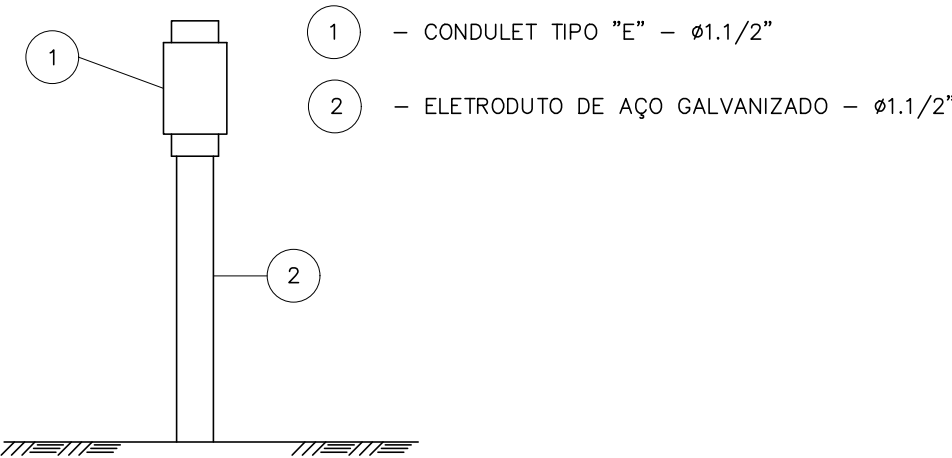 1 – CONDULET TIPO "E" – ø1.1/2"
1
2 – ELETRODUTO DE AÇO GALVANIZADO – ø1.1/2"
2